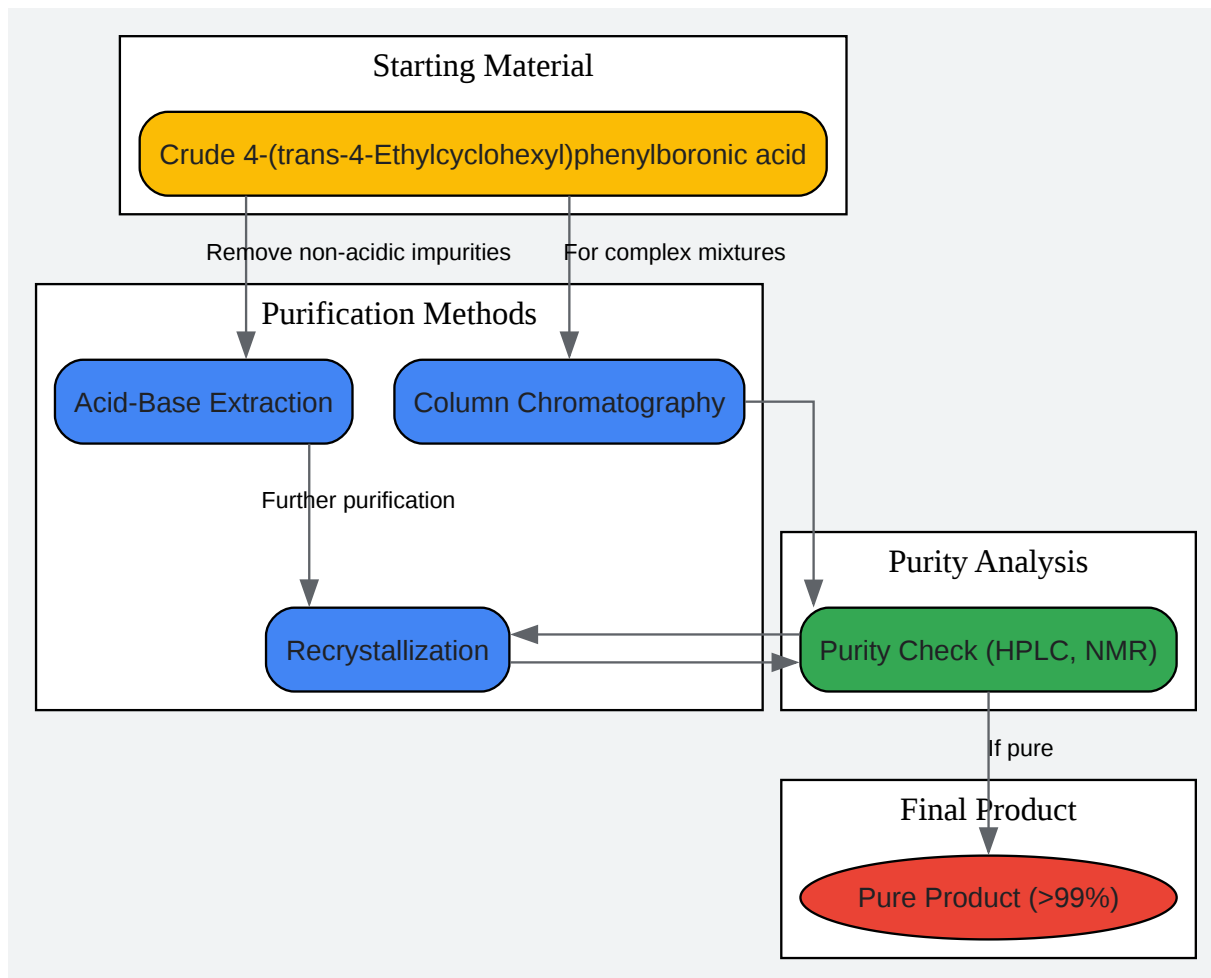 Starting Material
Crude 4-(trans-4-Ethylcyclohexyl)phenylboronic acid
Remove non-acidic impurities
For complex mixtures
Purification Methods
Acid-Base Extraction
Column Chromatography
Further purification
Recrystallization
Purity Analysis
Purity Check (HPLC, NMR)
If pure
Final Product
Pure Product (>99%)